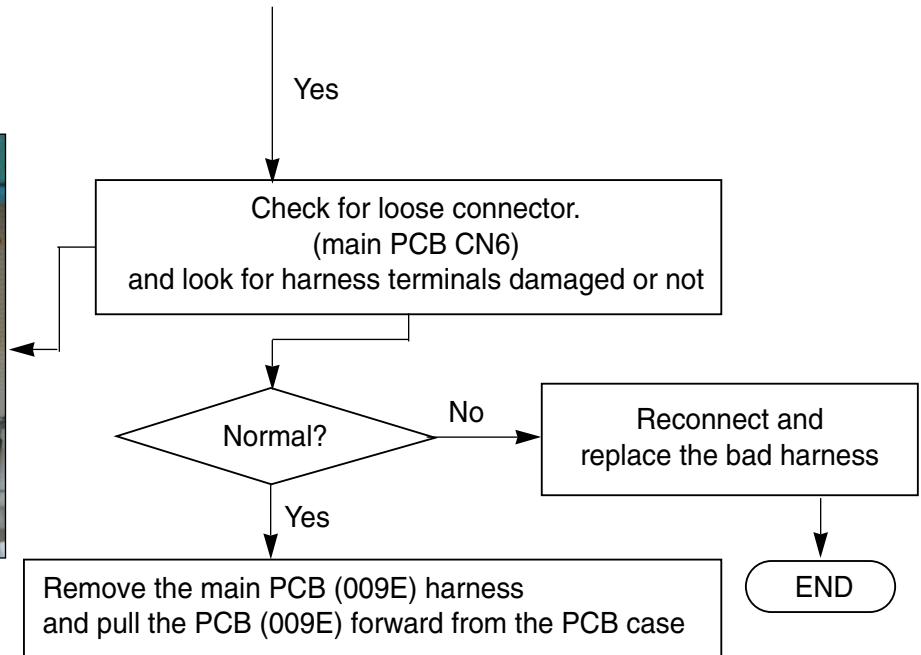 Yes
Check for loose connector.
(main PCB CN6)
and look for harness terminals damaged or not
Normal?
No
Reconnect and
replace the bad harness
Yes
Remove the main PCB (009E) harness
and pull the PCB (009E) forward from the PCB case
END